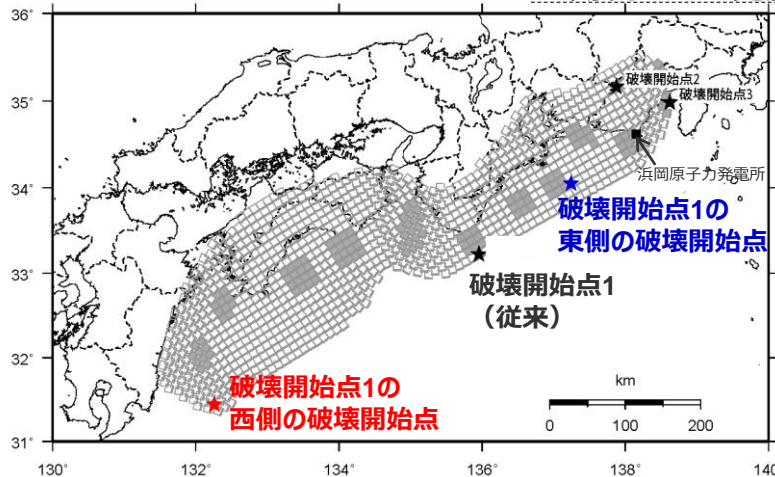 36°
35°
34°
33°
32°
31°
130°
132°
134°
136°
138°
140
破壊開始点2
破壊開始点3
浜岡原子力発電所
破壊開始点1の
東側の破壊開始点
破壊開始点1
（従来）
破壊開始点1の
西側の破壊開始点
km
0
100
200